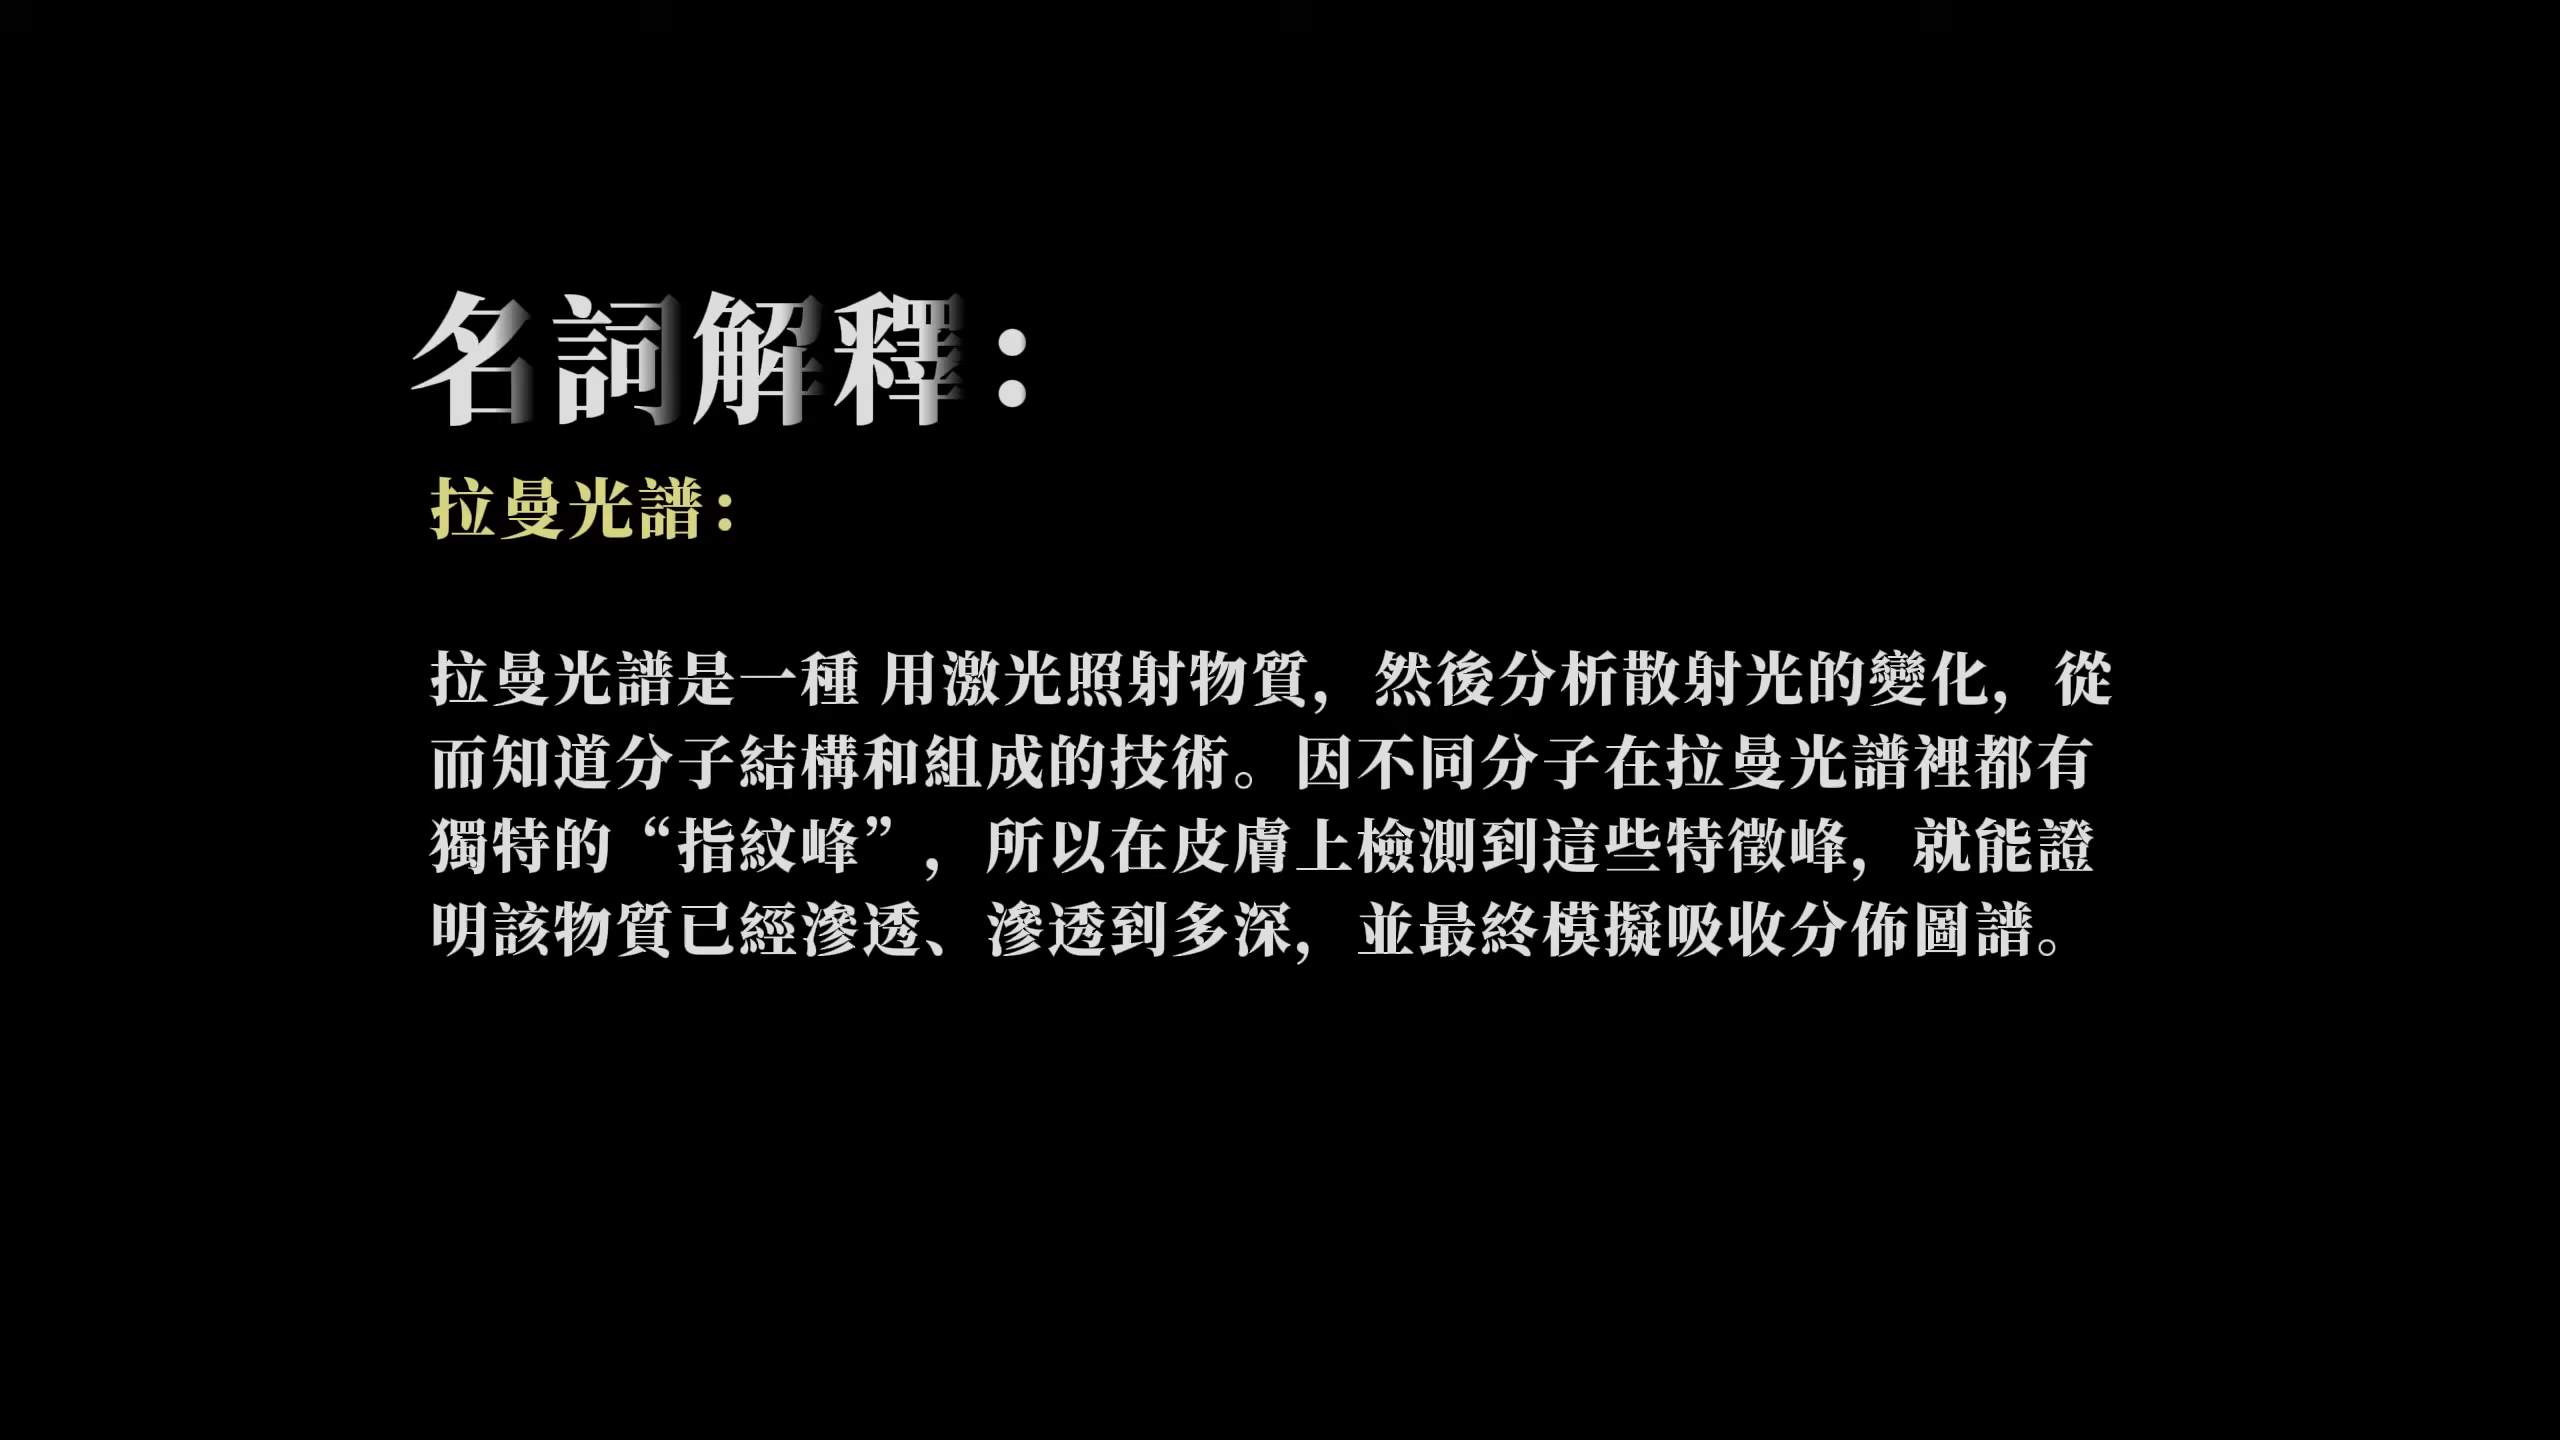 名詞解釋：
拉曼光譜：
拉曼光譜是一種 用激光照射物質，然後分析散射光的變化，從
而知道分子結構和組成的技術。因不同分子在拉曼光譜裡都有
獨特的“指紋峰”，所以在皮膚上檢測到這些特徵峰，就能證
明該物質已經滲透、滲透到多深，並最終模擬吸收分佈圖譜。